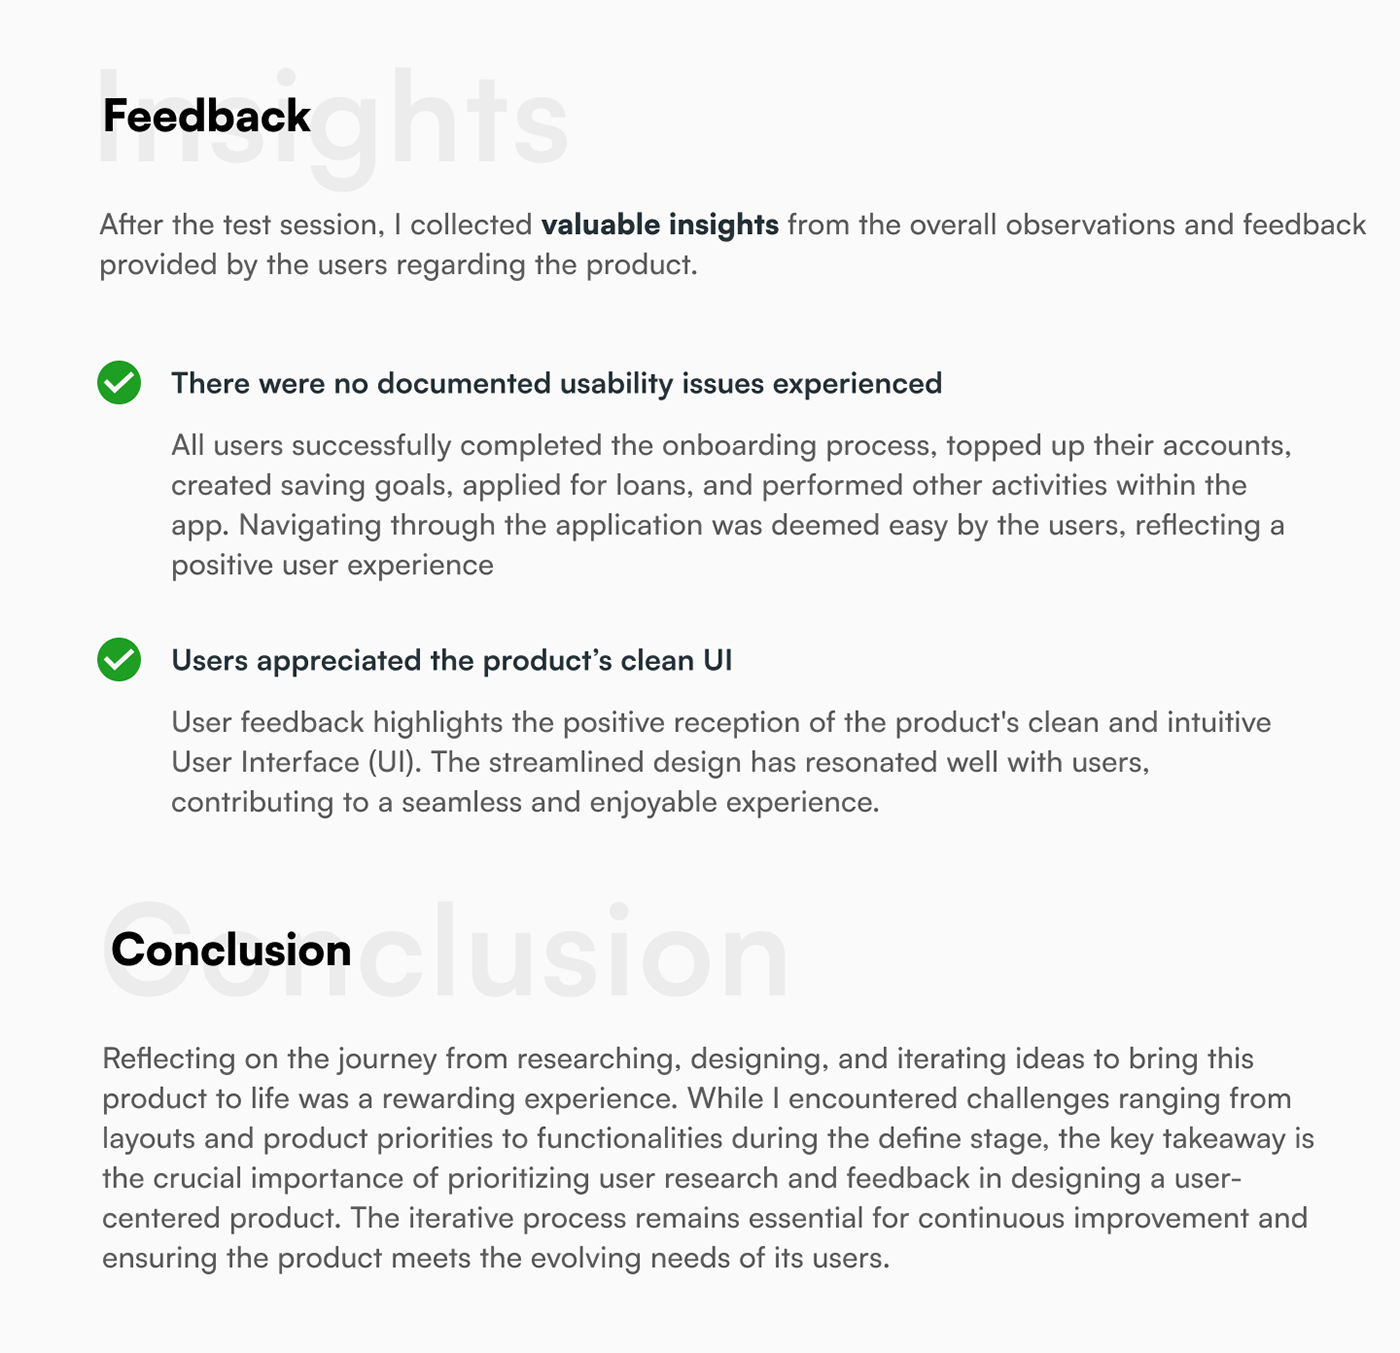 Insights
Feedback
After the test session, I collected valuable insights from the overall observations and feedback
provided by the users regarding the product.
There were no documented usability issues experienced
All users successfully completed the onboarding process, topped up their accounts,
created saving goals, applied for loans, and performed other activities within the
app. Navigating through the application was deemed easy by the users, reflecting a
positive user experience
Users appreciated the product’s clean UI
User feedback highlights the positive reception of the product's clean and intuitive
User Interface (UI). The streamlined design has resonated well with users,
contributing to a seamless and enjoyable experience.
Conclusion
Conclusion
Reflecting on the journey from researching, designing, and iterating ideas to bring this
product to life was a rewarding experience. While I encountered challenges ranging from
layouts and product priorities to functionalities during the define stage, the key takeaway is
the crucial importance of prioritizing user research and feedback in designing a user-
centered product. The iterative process remains essential for continuous improvement and
ensuring the product meets the evolving needs of its users.